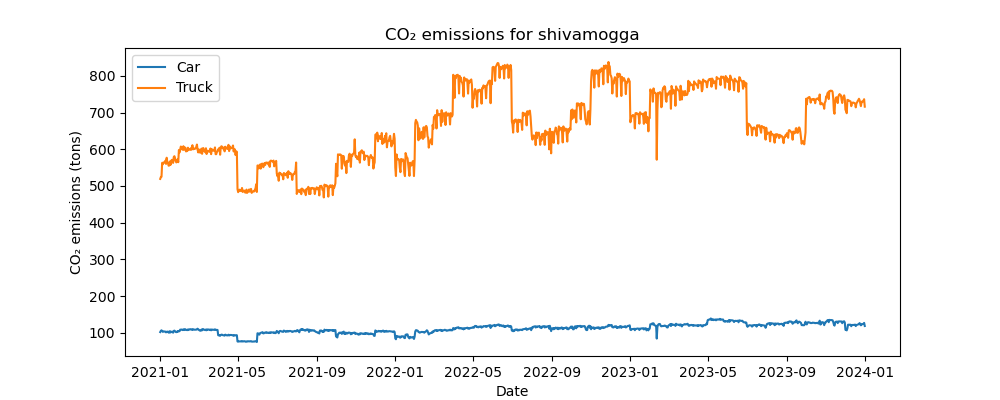 CO₂ emissions for shivamogga
Car
Truck
CO₂ emissions (tons)
800
700
600
500
400
300
200
100
2021-01 2021-05 2021-09 2022-01 2022-05 2022-09 2023-01 2023-05 2023-09 2024-01
Date